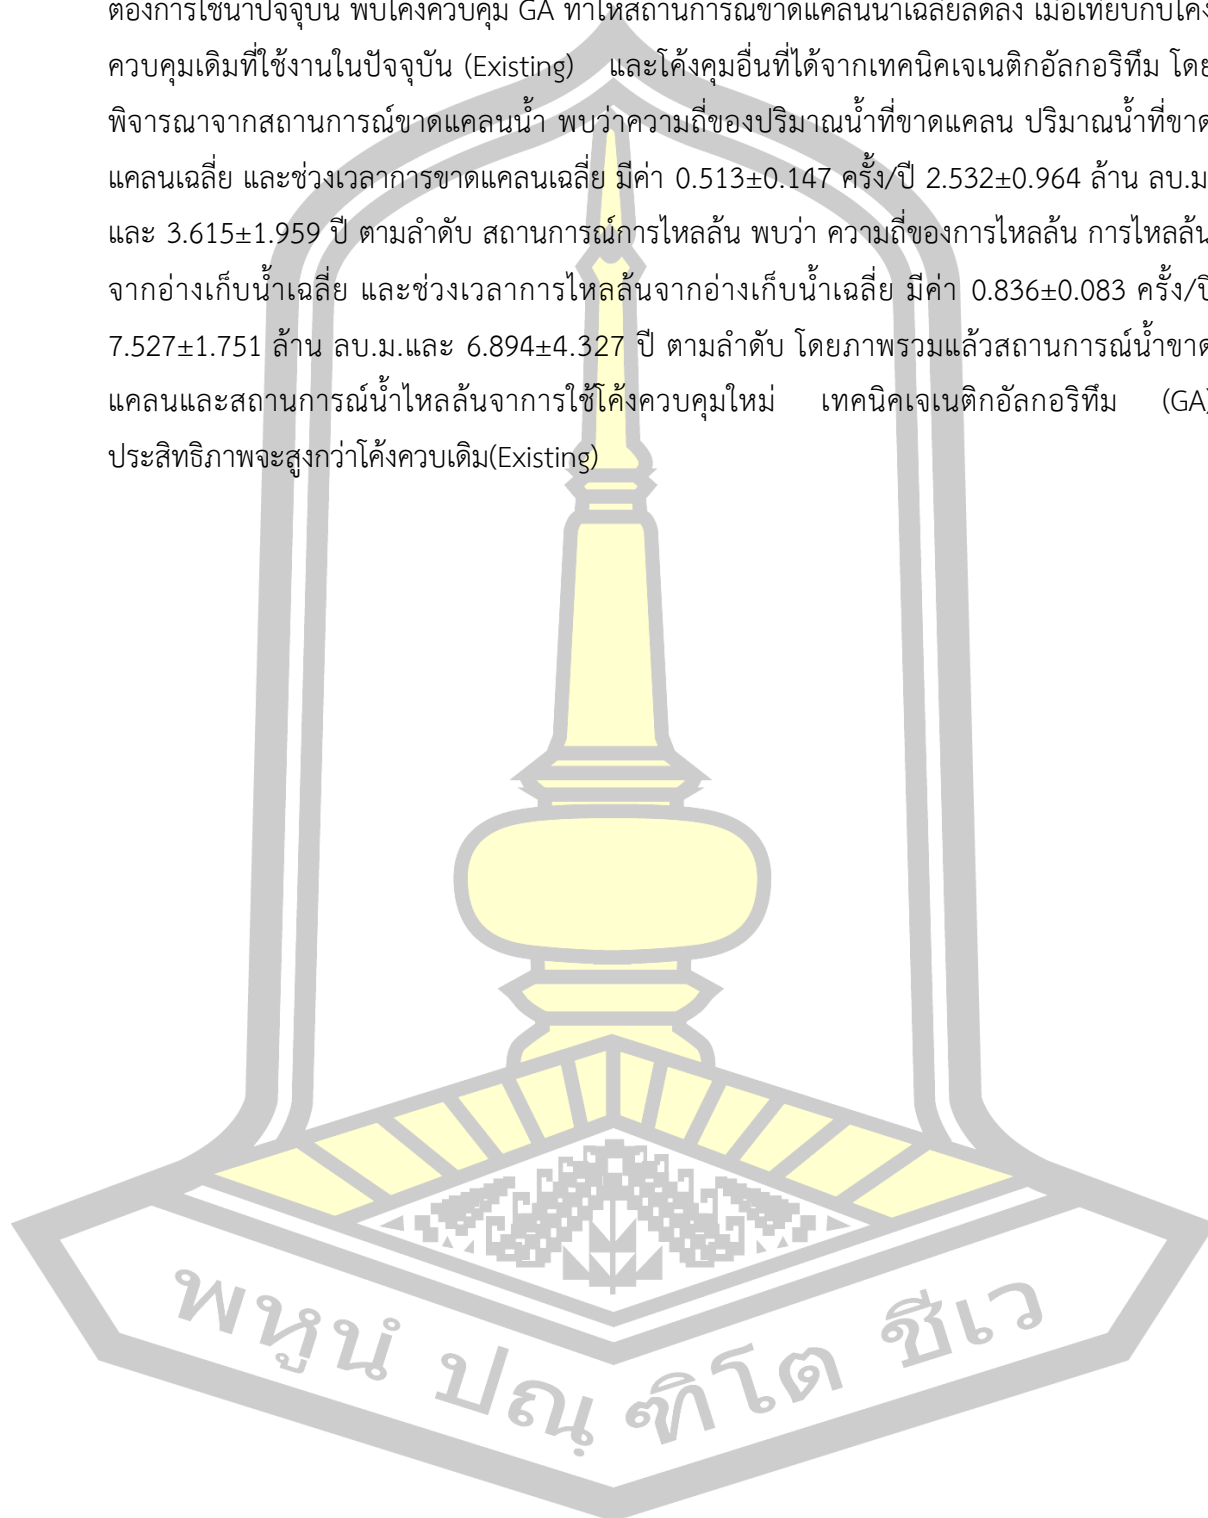 ต้องการใช้น้ำปัจจุบัน พบโค้งควบคุม GA ทำให้สถานการณ์ขาดแคลนน้ำเฉลี่ยลดลง เมื่อเทียบกับโค้ง
ควบคุมเดิมที่ใช้งานในปัจจุบัน (Existing) และโค้งคุมอื่นที่ได้จากเทคนิคเจเนติกอัลกอริทึม โดย
พิจารณาจากสถานการณ์ขาดแคลนน้ำ พบว่าความถี่ของปริมาณน้ำที่ขาดแคลน ปริมาณน้ำที่ขาด
แคลนเฉลี่ย และช่วงเวลาการขาดแคลนเฉลี่ย มีค่า 0.513±0.147 ครั้ง/ปี 2.532±0.964 ล้าน ลบ.ม
และ 3.615±1.959 ปี ตามลำดับ สถานการณ์การไหลล้น พบว่า ความถี่ของการไหลล้น การไหลล้น
จากอ่างเก็บน้ำเฉลี่ย และช่วงเวลาการไหลล้นจากอ่างเก็บน้ำเฉลี่ย มีค่า 0.836±0.083 ครั้ง/ปี
7.527±1.751 ล้าน ลบ.ม.และ 6.894±4.327 ปี ตามลำดับ โดยภาพรวมแล้วสถานการณ์น้ำขาด
แคลนและสถานการณ์น้ำไหลล้นจาการใช้โค้งควบคุมใหม่ เทคนิคเจเนติกอัลกอริทึม (GA)
ประสิทธิภาพจะสูงกว่าโค้งควบเดิม(Existing)
พหูนํ ปณฺฑิโต ชีเว